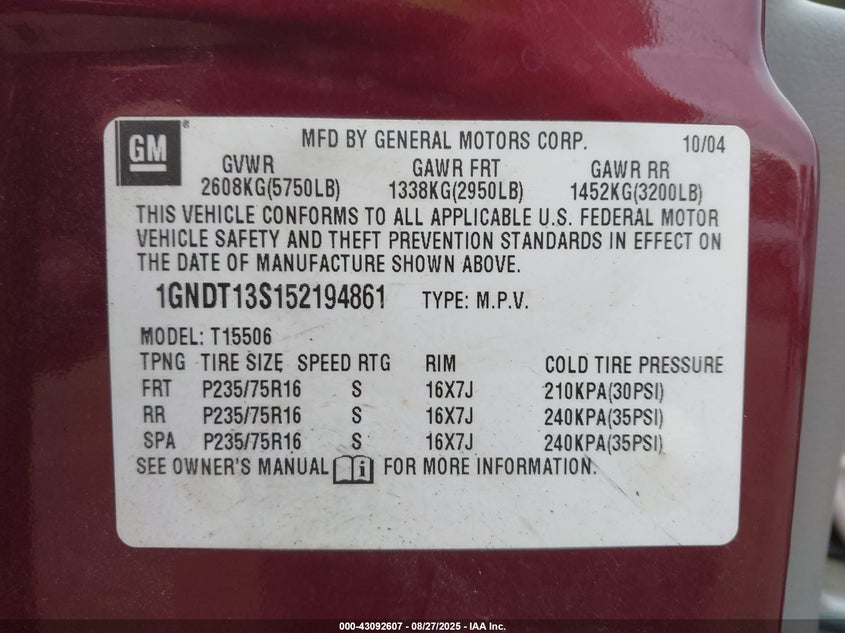 GM
MFD BY GENERAL MOTORS CORP. 10/04
GVWR GAWR FRT GAWR RR
2608KG(5750LB) 1338KG(2950LB) 1452KG(3200LB)
THIS VEHICLE CONFORMS TO ALL APPLICABLE U.S. FEDERAL MOTOR
VEHICLE SAFETY AND THEFT PREVENTION STANDARDS IN EFFECT ON
THE DATE OF MANUFACTURE SHOWN ABOVE.
1GNDT13S152194861 TYPE: M.P.V.
MODEL: T15506
TPNG TIRE SIZE SPEED RTG RIM COLD TIRE PRESSURE
FRT P235/75R16 S 16X7J 210KPA(30PSI)
RR P235/75R16 S 16X7J 240KPA(35PSI)
SPA P235/75R16 S 16X7J 240KPA(35PSI)
SEE OWNER'S MANUAL i FOR MORE INFORMATION.
000-43092607 - 08/27/2025 - IAA Inc.